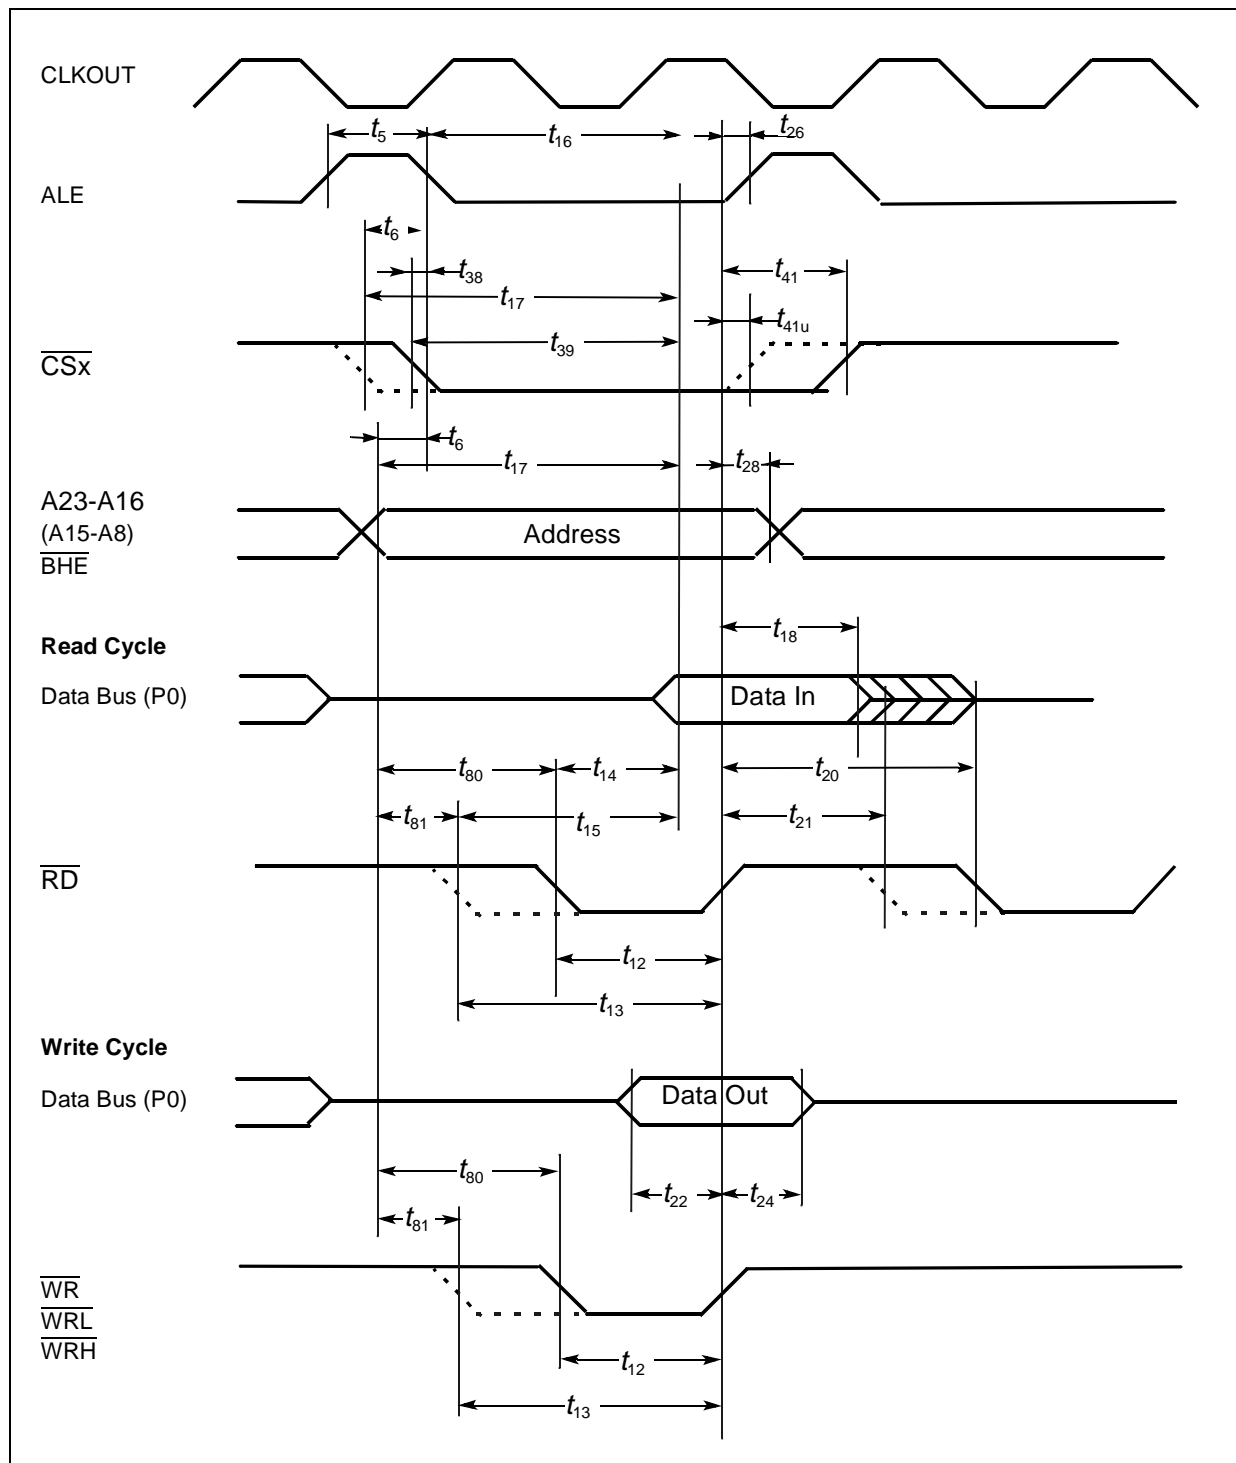 CLKOUT
t5 t16 t26
ALE
t6
t38 t41
t17
t41u
t39
CSx
t6
t17 t28
A23-A16
(A15-A8) Address
BHE
t18
Read Cycle
Data Bus (P0) Data In
t80 t14 t20
t81 t15 t21
RD
t12
t13
Write Cycle
Data Bus (P0) Data Out
t80
t22 t24
t81
WR
WRL
WRH
t12
t13